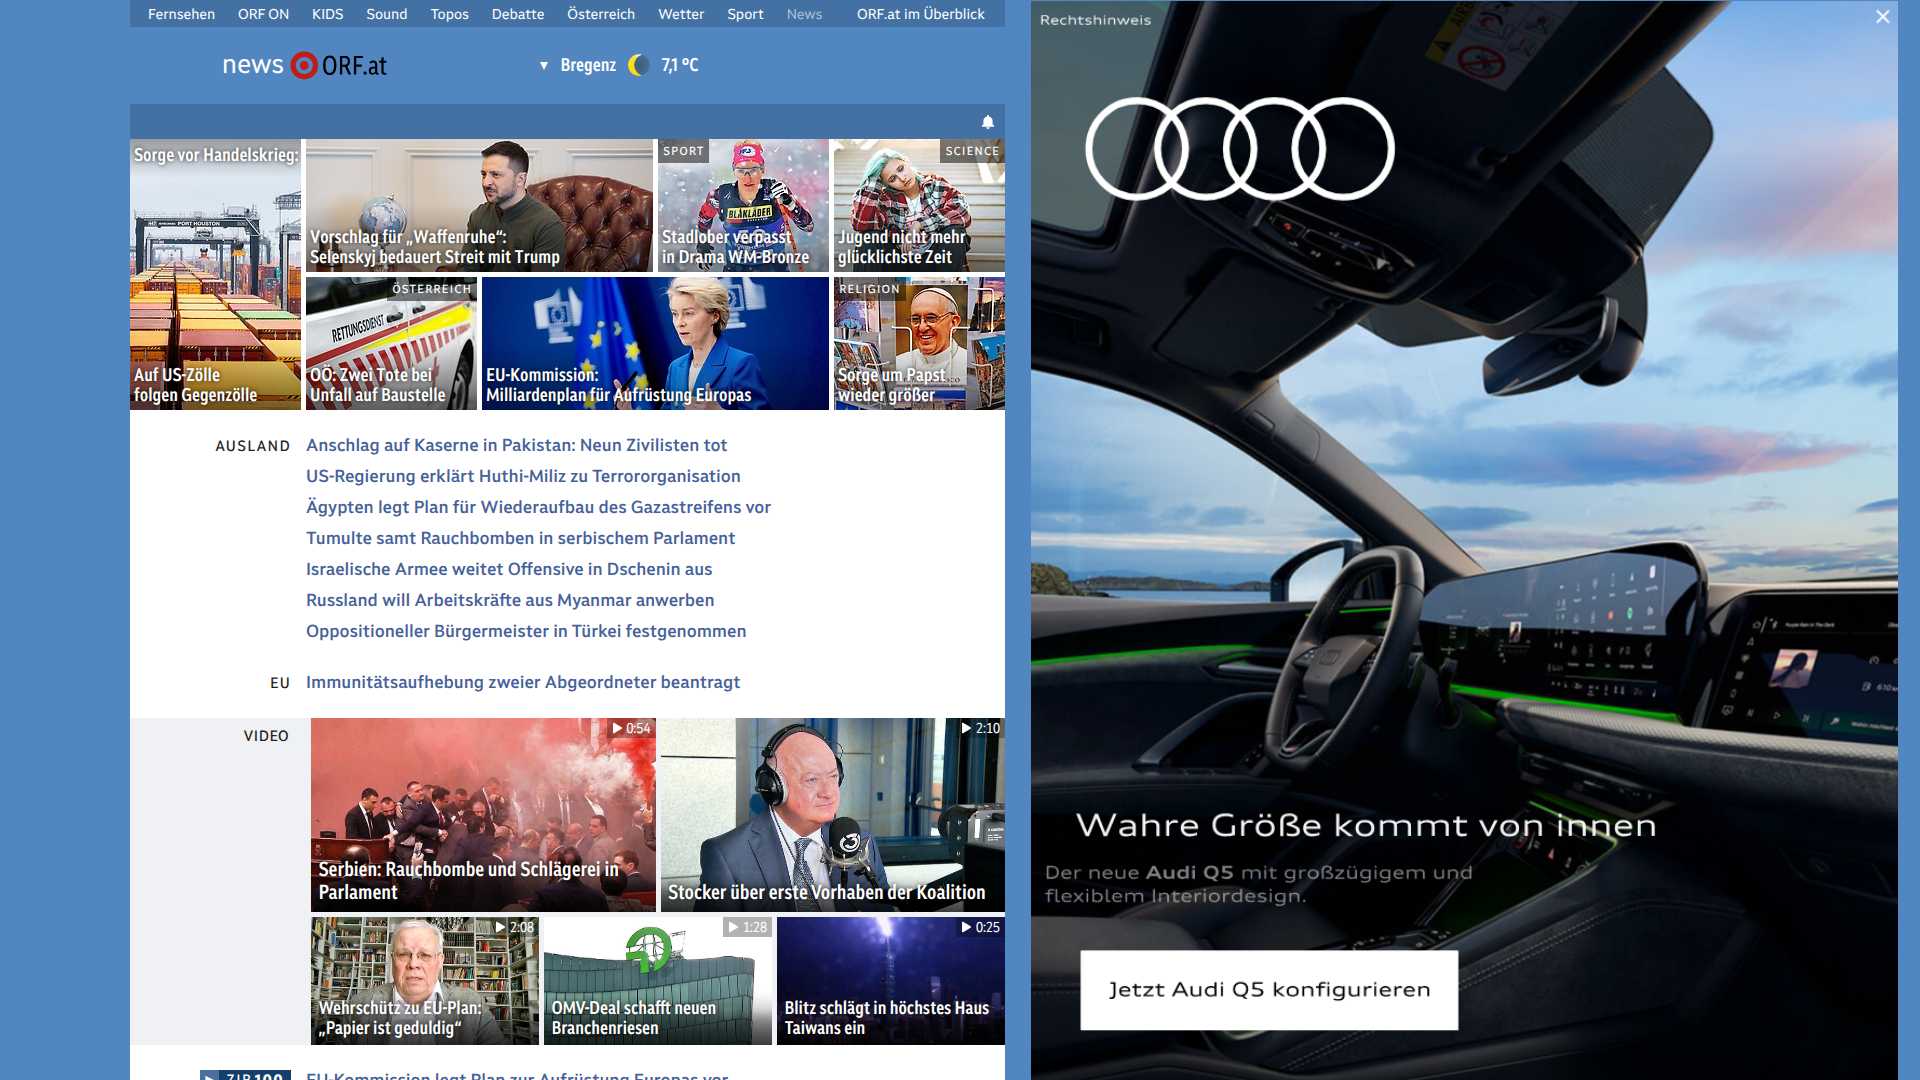 Fernsehen ORF ON KIDS Sound Topos Debatte Österreich Wetter Sport News ORF.at im Überblick
news ORF.at
Bregenz 7,1 °C
Sorge vor Handelskrieg:
Auf US-Zölle
folgen Gegenzölle
PORT HOUSTON
Vorschlag für „Waffenruhe“:
Selenskyj bedauert Streit mit Trump
SPORT
BLÅKLÄDER
Stadlober verpasst
in Drama WM-Bronze
SCIENCE
Jugend nicht mehr
glücklichste Zeit
ÖSTERREICH
RETTUNGSDIENST
OÖ: Zwei Tote bei
Unfall auf Baustelle
EU-Kommission:
Milliardenplan für Aufrüstung Europas
RELIGION
Sorge um Papst
wieder größer
AUSLAND
Anschlag auf Kaserne in Pakistan: Neun Zivilisten tot
US-Regierung erklärt Huthi-Miliz zu Terrororganisation
Ägypten legt Plan für Wiederaufbau des Gazastreifens vor
Tumulte samt Rauchbomben in serbischem Parlament
Israelische Armee weitet Offensive in Dschenin aus
Russland will Arbeitskräfte aus Myanmar anwerben
Oppositioneller Bürgermeister in Türkei festgenommen
EU
Immunitätsaufhebung zweier Abgeordneter beantragt
VIDEO
0:54
Serbien: Rauchbombe und Schlägerei in
Parlament
2:10
Stocker über erste Vorhaben der Koalition
2:08
Wehrschütz zu EU-Plan:
„Papier ist geduldig“
1:28
OMV-Deal schafft neuen
Branchenriesen
0:25
Blitz schlägt in höchstes Haus
Taiwans ein
ZIB 100
EU-Kommission legt Plan zur Aufrüstung Europas vor
Rechtshinweis
Wahre Größe kommt von innen
Der neue Audi Q5 mit großzügigem und
flexiblem Interiordesign.
Jetzt Audi Q5 konfigurieren